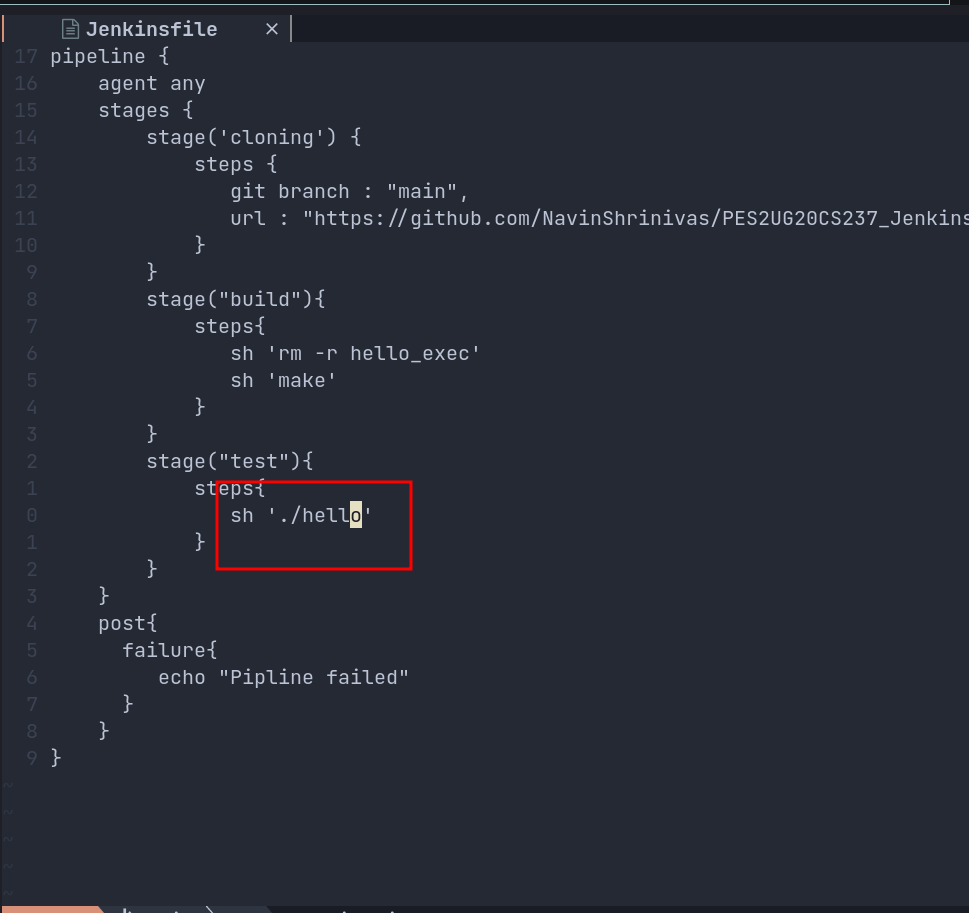 Jenkinsfile ×
17 pipeline {
16     agent any
15     stages {
14         stage('cloning') {
13             steps {
12                git branch : "main",
11                url : "https://github.com/NavinShrinivas/PES2UG20CS237_Jenkins
10             }
9         }
8         stage("build"){
7             steps{
6                sh 'rm -r hello_exec'
5                sh 'make'
4             }
3         }
2         stage("test"){
1             steps{
0                sh './hello'
1             }
2         }
3     }
4     post{
5       failure{
6          echo "Pipline failed"
7       }
8     }
9 }
~
~
~
~
~